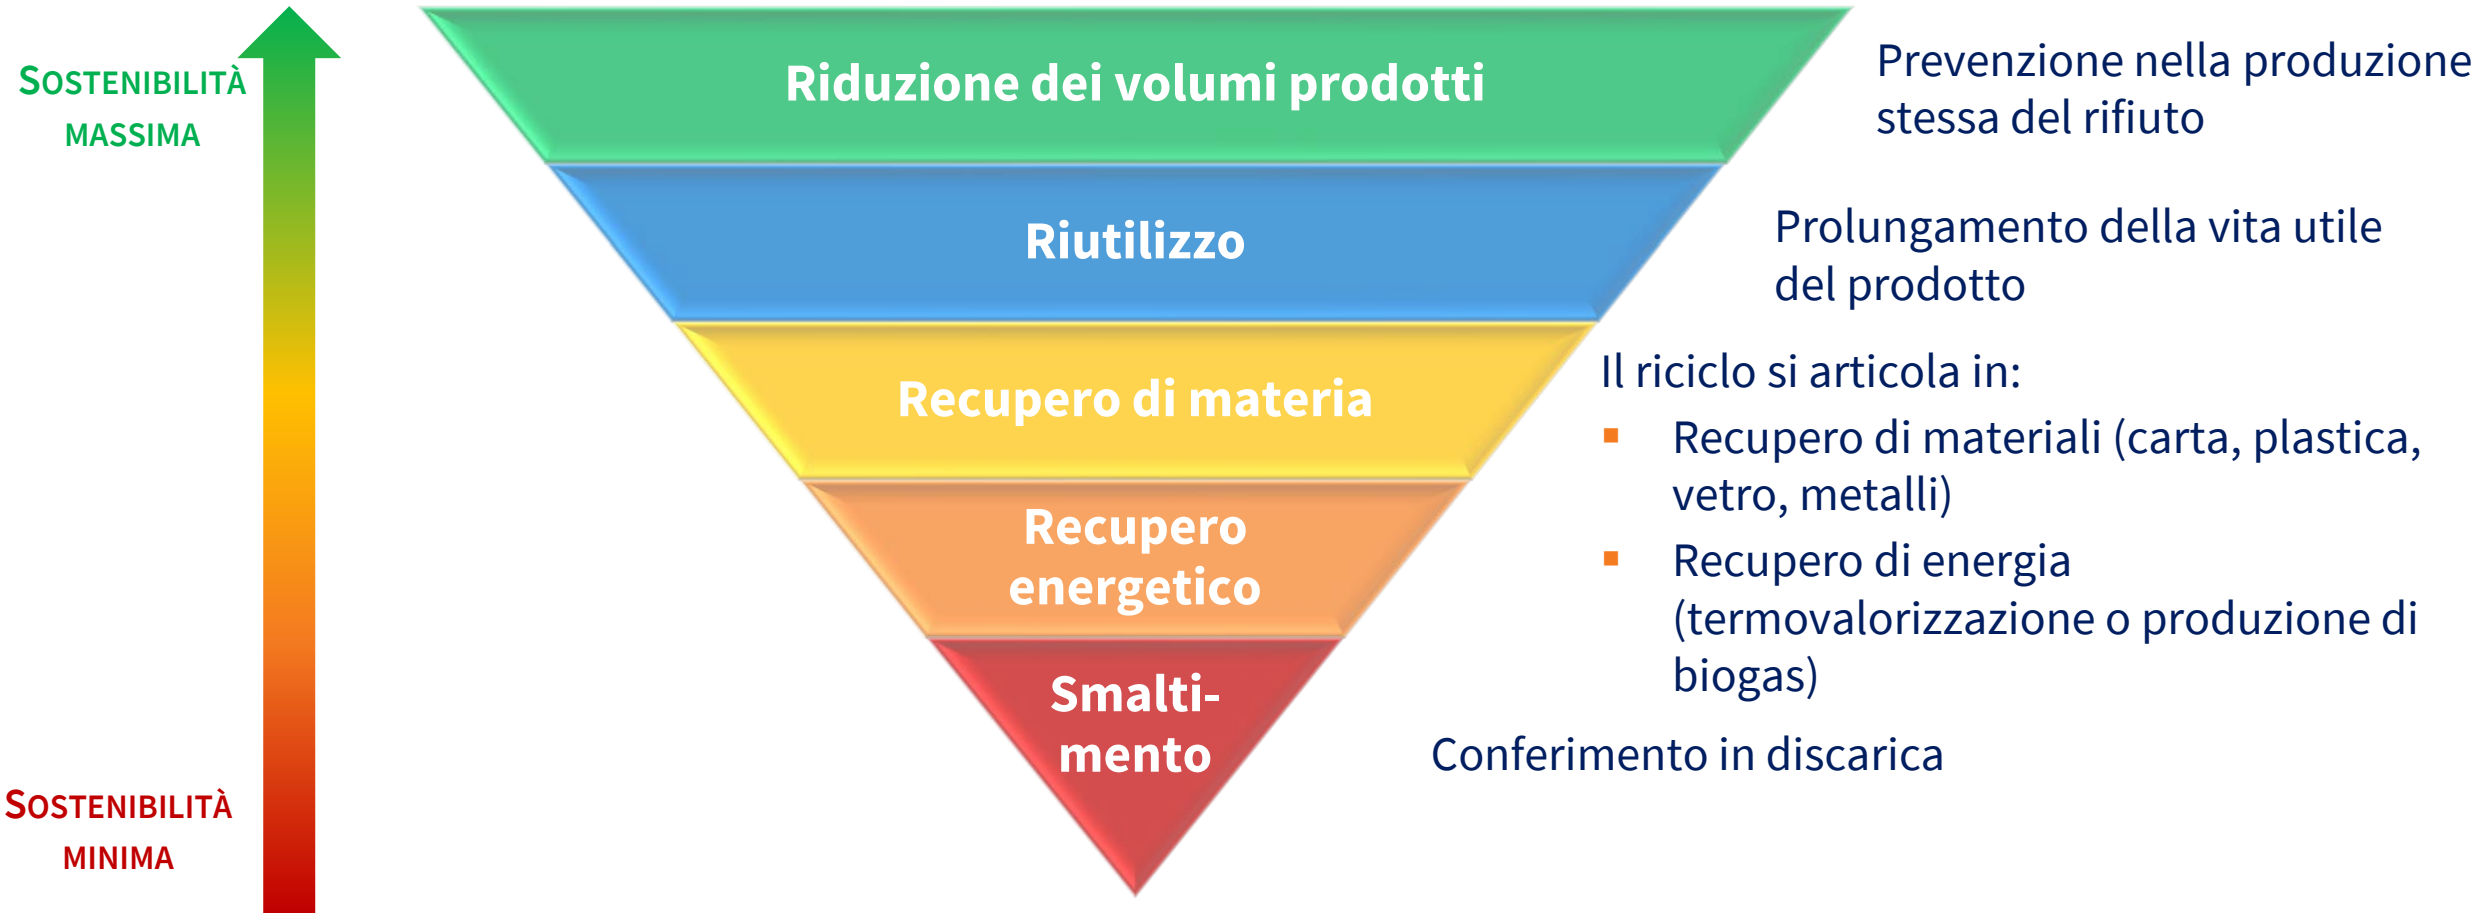 SOSTENIBILITÀ
MASSIMA
Riduzione dei volumi prodotti
Prevenzione nella produzione
stessa del rifiuto
Riutilizzo
Prolungamento della vita utile
del prodotto
Recupero di materia
Il riciclo si articola in:
▪ Recupero di materiali (carta, plastica,
vetro, metalli)
Recupero
energetico
▪ Recupero di energia
(termovalorizzazione o produzione di
biogas)
Smalti-
mento
Conferimento in discarica
SOSTENIBILITÀ
MINIMA